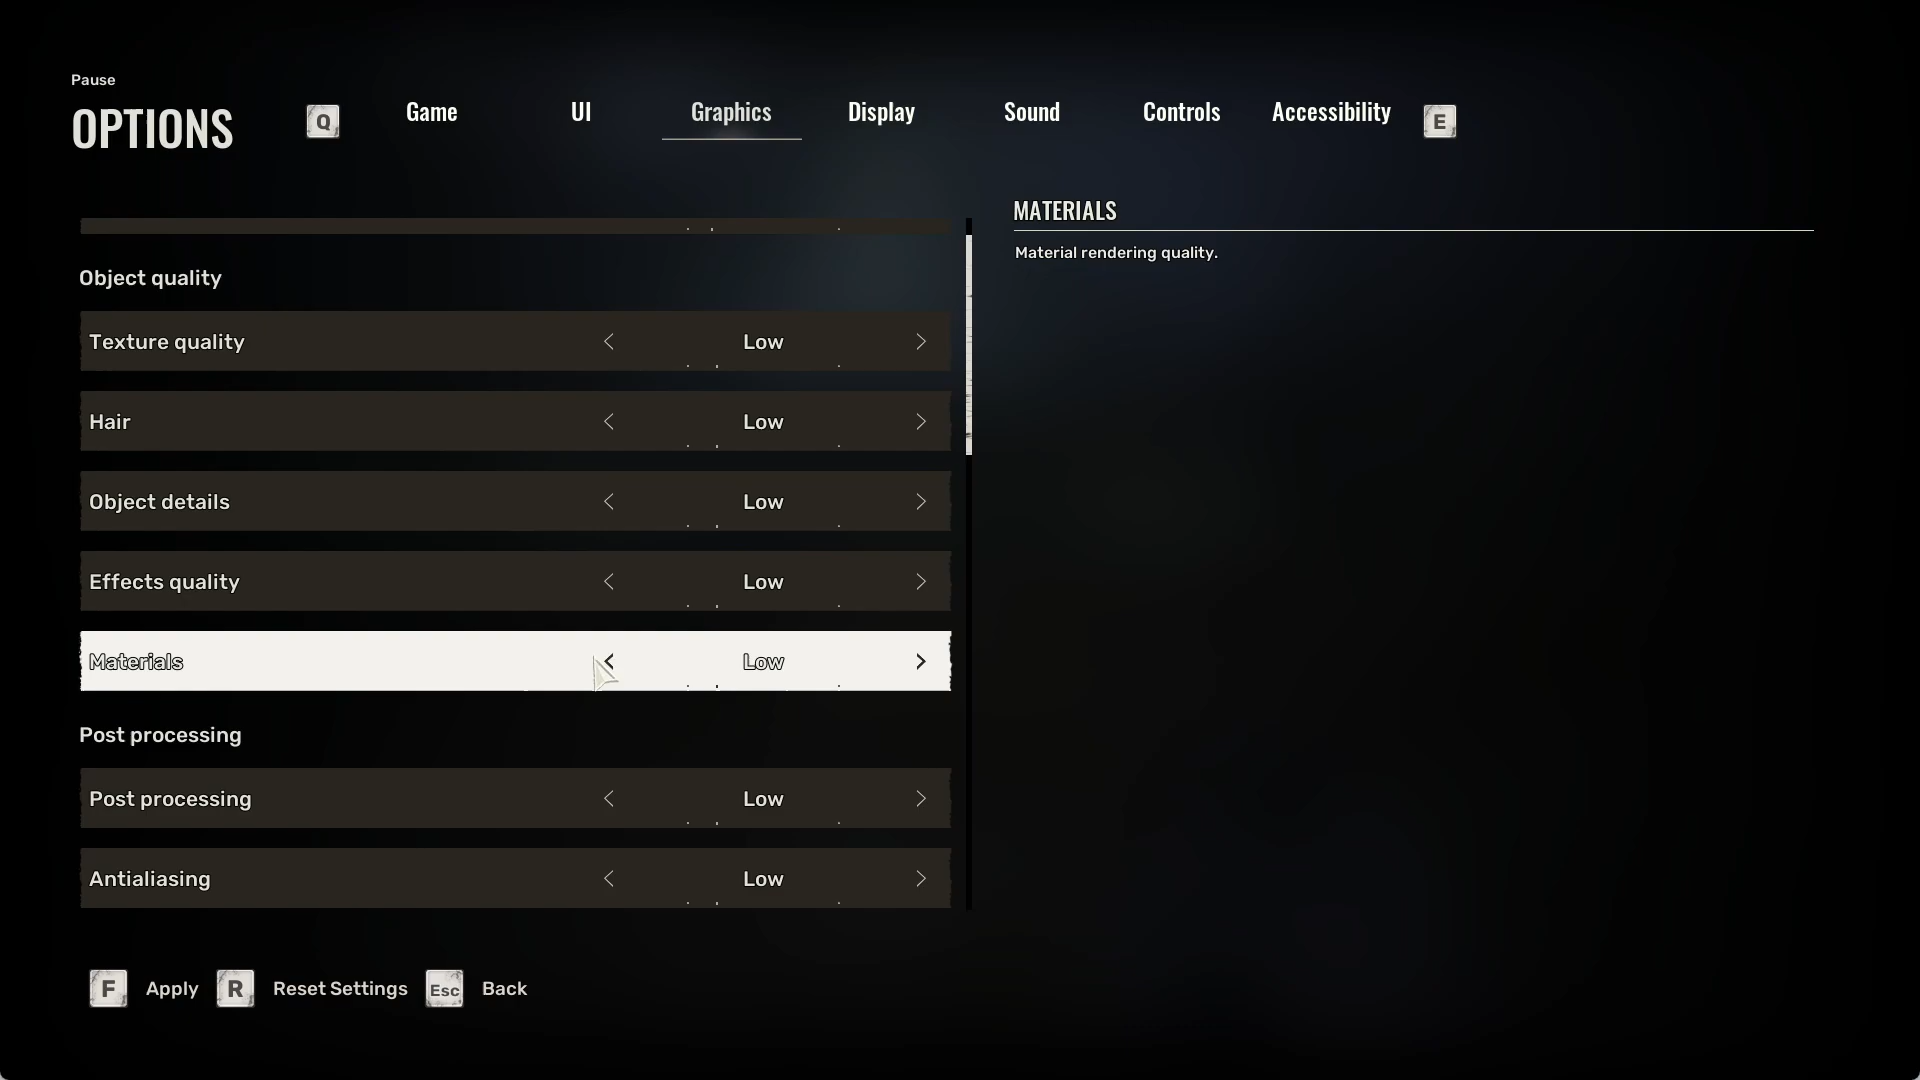 Pause
OPTIONS
Q
Game
UI
Graphics
Display
Sound
Controls
Accessibility
E
Object quality
Texture quality
Low
Hair
Low
Object details
Low
Effects quality
Low
Materials
Low
Post processing
Post processing
Low
Antialiasing
Low
MATERIALS
Material rendering quality.
F
Apply
R
Reset Settings
Esc
Back